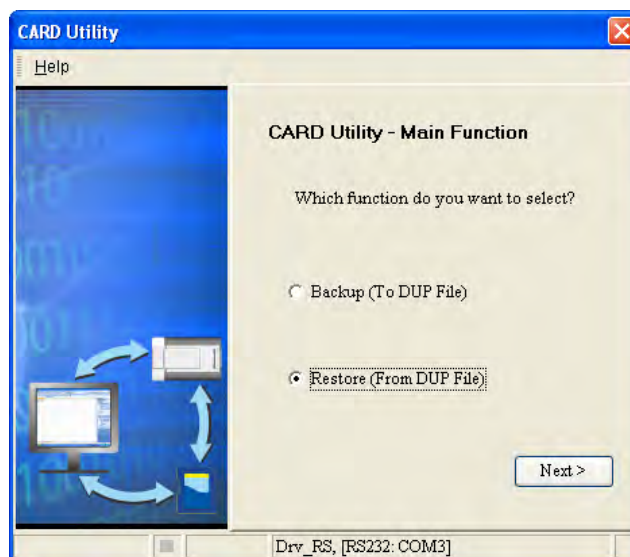 CARD Utility
Help
CARD Utility - Main Function
Which function do you want to select?
Backup (To DUP File)
Restore (From DUP File)
Next >
Drv_RS, [RS232: COM3]